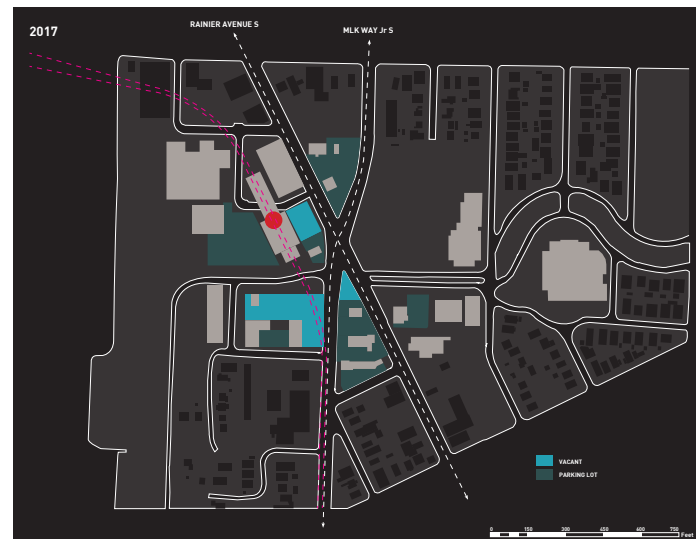 2017
RAINIER AVENUE S
MLK WAY Jr S
VACANT
PARKING LOT
0 150 300 450 600 750
Feet